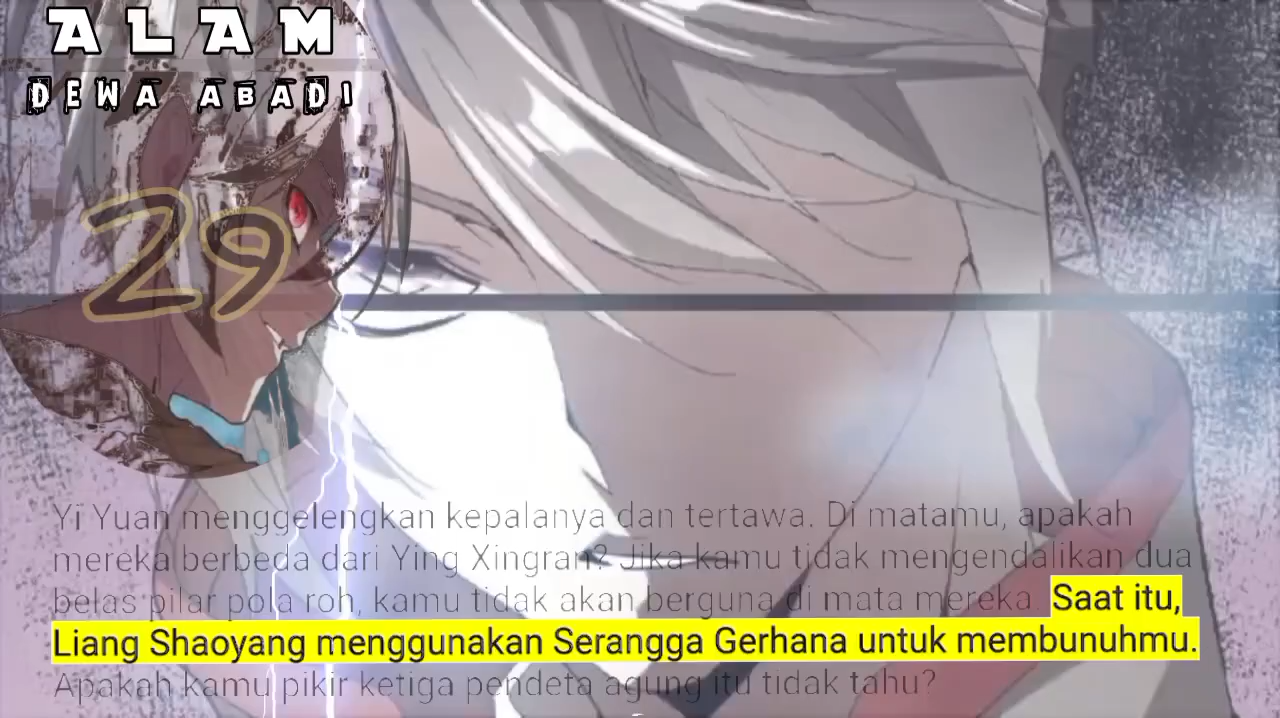 ALAM
DEWA ABADI
29
Yi Yuan menggelengkan kepalanya dan tertawa. Di matamu, apakah
mereka berbeda dari Ying Xingran? Jika kamu tidak mengendalikan dua
belas pilar pola roh, kamu tidak akan berguna di mata mereka. Saat itu,
Liang Shaoyang menggunakan Serangga Gerhana untuk membunuhmu.
Apakah kamu pikir ketiga pendeta agung itu tidak tahu?